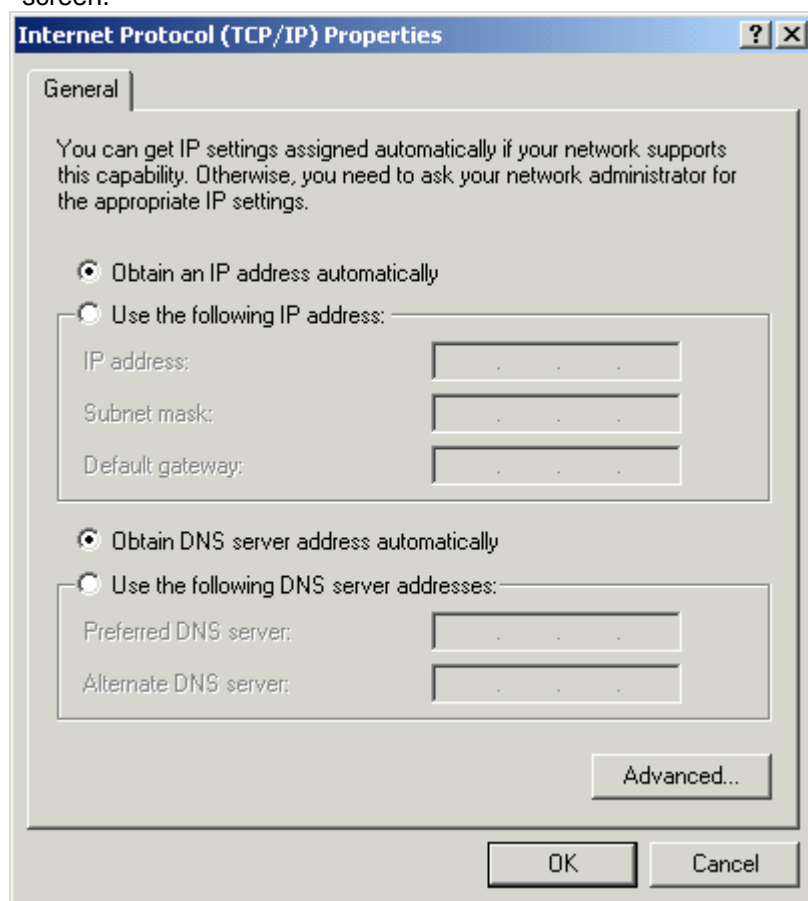 screen.
Internet Protocol (TCP/IP) Properties
General
You can get IP settings assigned automatically if your network supports
this capability. Otherwise, you need to ask your network administrator for
the appropriate IP settings.
Obtain an IP address automatically
Use the following IP address:
IP address:
Subnet mask:
Default gateway:
Obtain DNS server address automatically
Use the following DNS server addresses:
Preferred DNS server:
Alternate DNS server:
Advanced...
OK Cancel